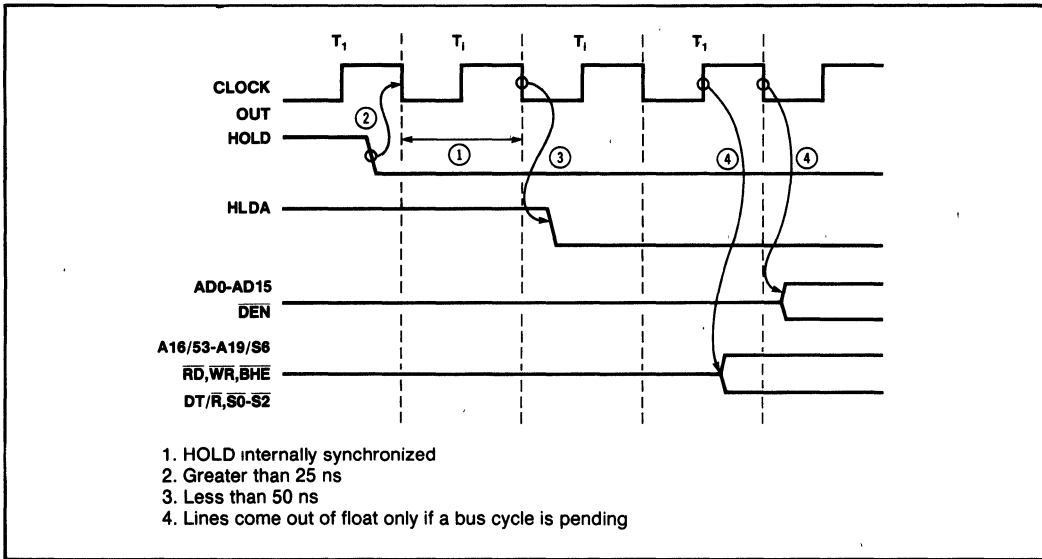 T1 Ti Ti T1
CLOCK
OUT
② 
HOLD
① ③ ④ ④
HLDA
AD0-AD15
DEN
A16/53-A19/S6
RD,WR,BHE
DT/R,S0-S2
1. HOLD internally synchronized
2. Greater than 25 ns
3. Less than 50 ns
4. Lines come out of float only if a bus cycle is pending